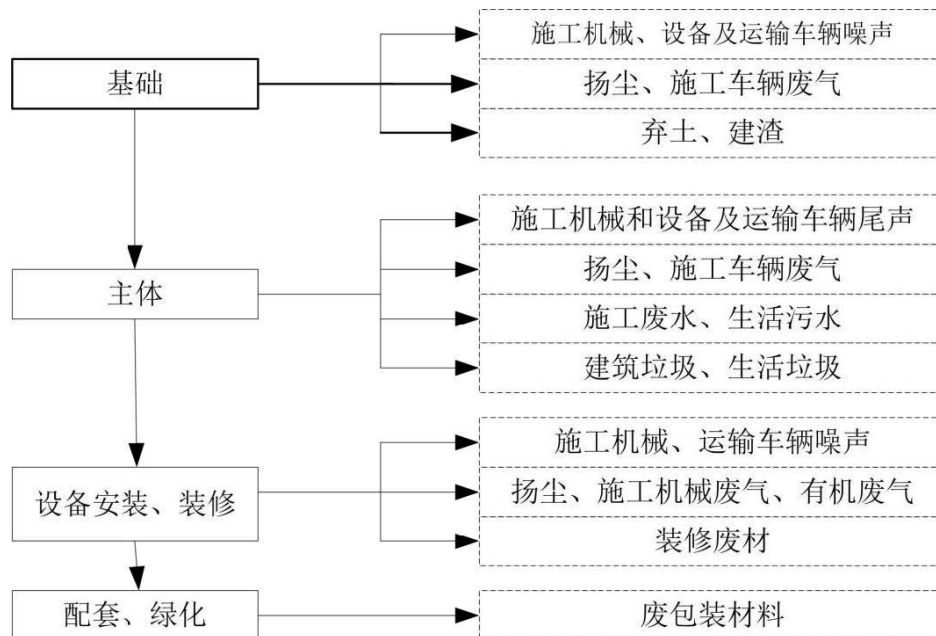 基础
施工机械、设备及运输车辆噪声
扬尘、施工车辆废气
弃土、建渣
主体
施工机械和设备及运输车辆尾声
扬尘、施工车辆废气
施工废水、生活污水
建筑垃圾、生活垃圾
设备安装、装修
施工机械、运输车辆噪声
扬尘、施工机械废气、有机废气
装修废材
配套、绿化
废包装材料